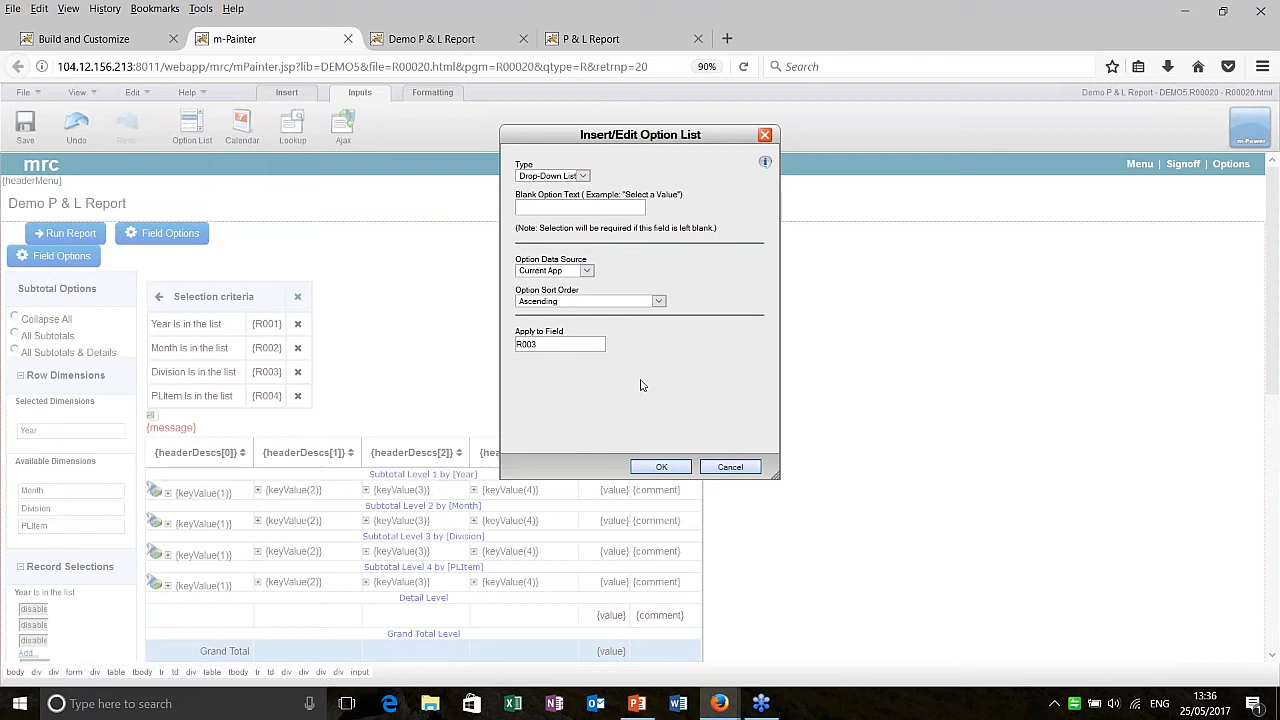 File Edit View History Bookmarks Tools Help
Build and Customize
m-Painter
Demo P & L Report
P & L Report
104.12.156.213:8011/webapp/mrc/mPainter.jsp?lib=DEMO5&file=R00020.html&pgm=R00020&qtype=R&retrnp=20
90%
Search
File View Edit Help
Insert Inputs Formatting
Demo P & L Report - DEMO5.R00020 - R00020.html
Save Undo Redo Option List Calendar Lookup Ajax
m-Power
mrc
Menu | Signoff | Options
{headerMenu}
Demo P & L Report
Run Report
Field Options
Field Options
Subtotal Options
Collapse All
All Subtotals
All Subtotals & Details
Row Dimensions
Selected Dimensions
Year
Available Dimensions
Month
Division
PLItem
Record Selections
Year Is in the list
disable
disable
disable
Add...
Selection criteria
Year Is in the list {R001}
Month Is in the list {R002}
Division Is in the list {R003}
PLItem Is in the list {R004}
{message}
{headerDescs[0]} {headerDescs[1]} {headerDescs[2]}
Subtotal Level 1 by [Year]
{keyValue(1)} {keyValue(2)} {keyValue(3)} {keyValue(4)} {value} {comment}
Subtotal Level 2 by [Month]
{keyValue(1)} {keyValue(2)} {keyValue(3)} {keyValue(4)} {value} {comment}
Subtotal Level 3 by [Division]
{keyValue(1)} {keyValue(2)} {keyValue(3)} {keyValue(4)} {value} {comment}
Subtotal Level 4 by [PLItem]
{keyValue(1)} {keyValue(2)} {keyValue(3)} {keyValue(4)} {value} {comment}
Detail Level
{value} {comment}
Grand Total Level
Grand Total {value}
Insert/Edit Option List
Type
Drop-Down List
Blank Option Text ( Example: "Select a Value")
(Note: Selection will be required if this field is left blank.)
Option Data Source
Current App
Option Sort Order
Ascending
Apply to Field
R003
OK
Cancel
body div div form div table tbody tr td div div table tbody tr td div div div input
Type here to search
ENG
13:36
25/05/2017